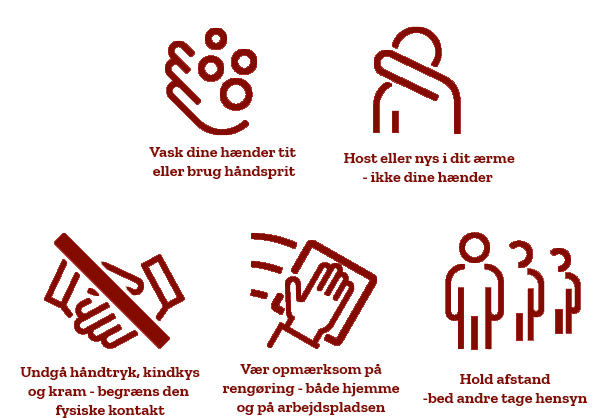 Vask dine hænder tit
eller brug håndsprit
Host eller nys i dit ærme
- ikke dine hænder
Undgå håndtryk, kindkys
og kram - begræns den
fysiske kontakt
Vær opmærksom på
rengøring - både hjemme
og på arbejdspladsen
Hold afstand
-bed andre tage hensyn